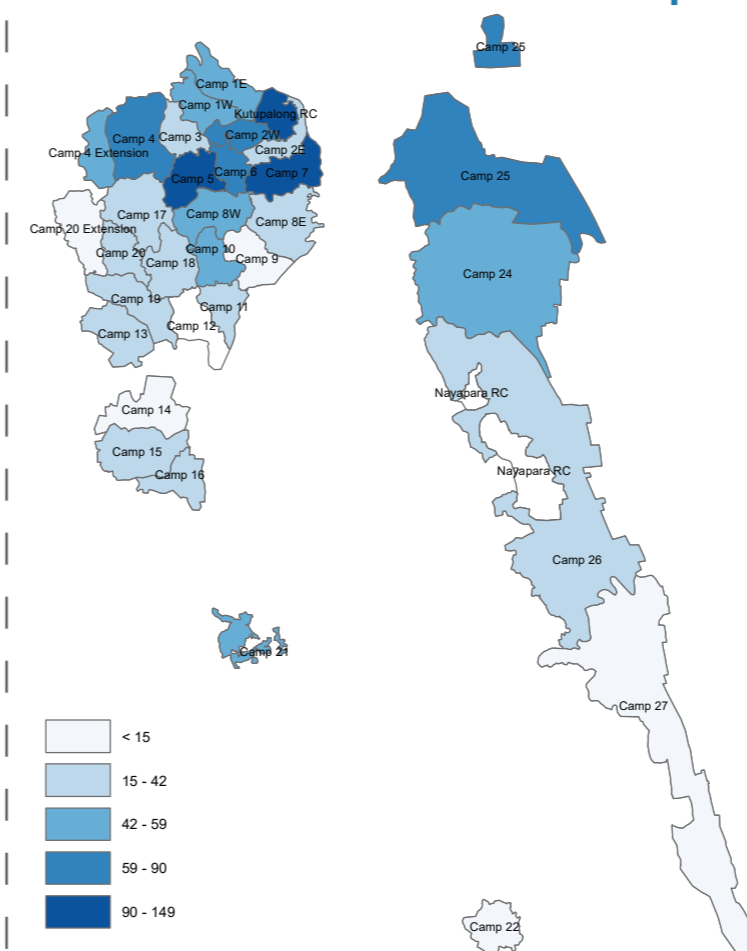 Camp 25
Camp 1E
Camp 1W
Kutupalong RC
Camp 4
Camp 3
Camp 2W
Camp 4 Extension
Camp 2E
Camp 5
Camp 6
Camp 7
Camp 25
Camp 17
Camp 8W
Camp 8E
Camp 20 Extension
Camp 20
Camp 18
Camp 10
Camp 9
Camp 24
Camp 19
Camp 11
Camp 12
Camp 13
Nayapara RC
Camp 14
Camp 15
Camp 16
Nayapara RC
Camp 26
Camp 21
Camp 27
< 15
15 - 42
42 - 59
59 - 90
90 - 149
Camp 22